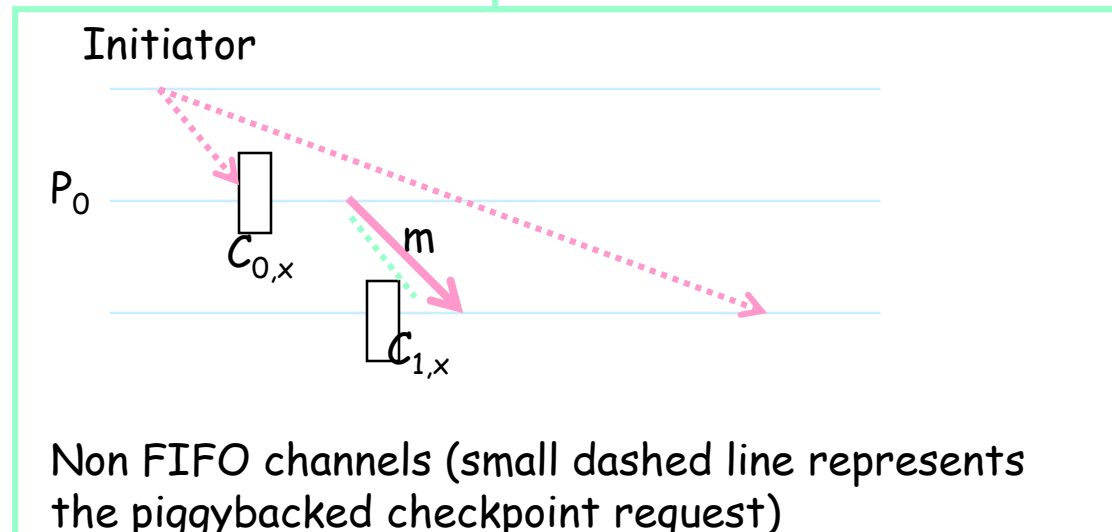 Initiator
P₀
m
C₀,ₓ
C₁,ₓ
Non FIFO channels (small dashed line represents
the piggybacked checkpoint request)